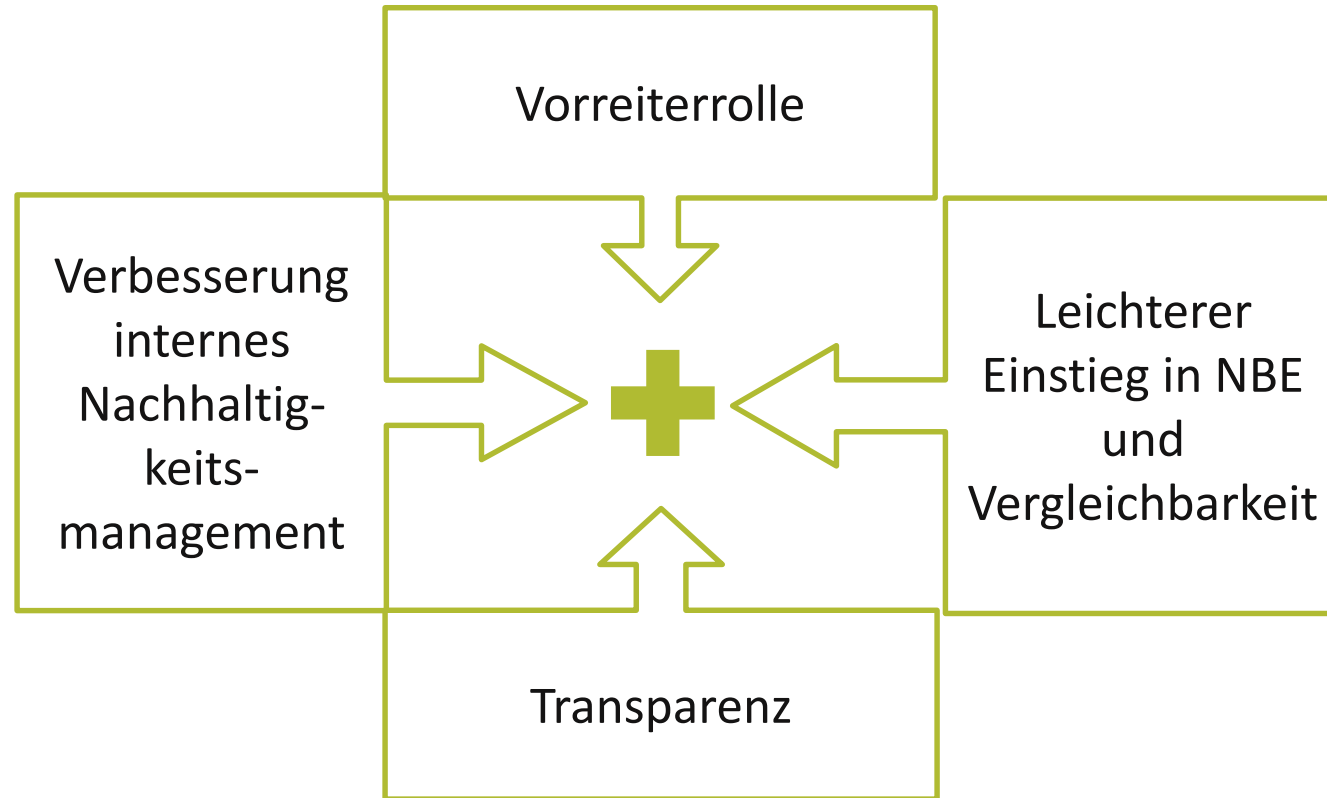 Vorreiterrolle
Verbesserung
internes
Nachhaltig-
keits-
management
Leichterer
Einstieg in NBE
und
Vergleichbarkeit
Transparenz